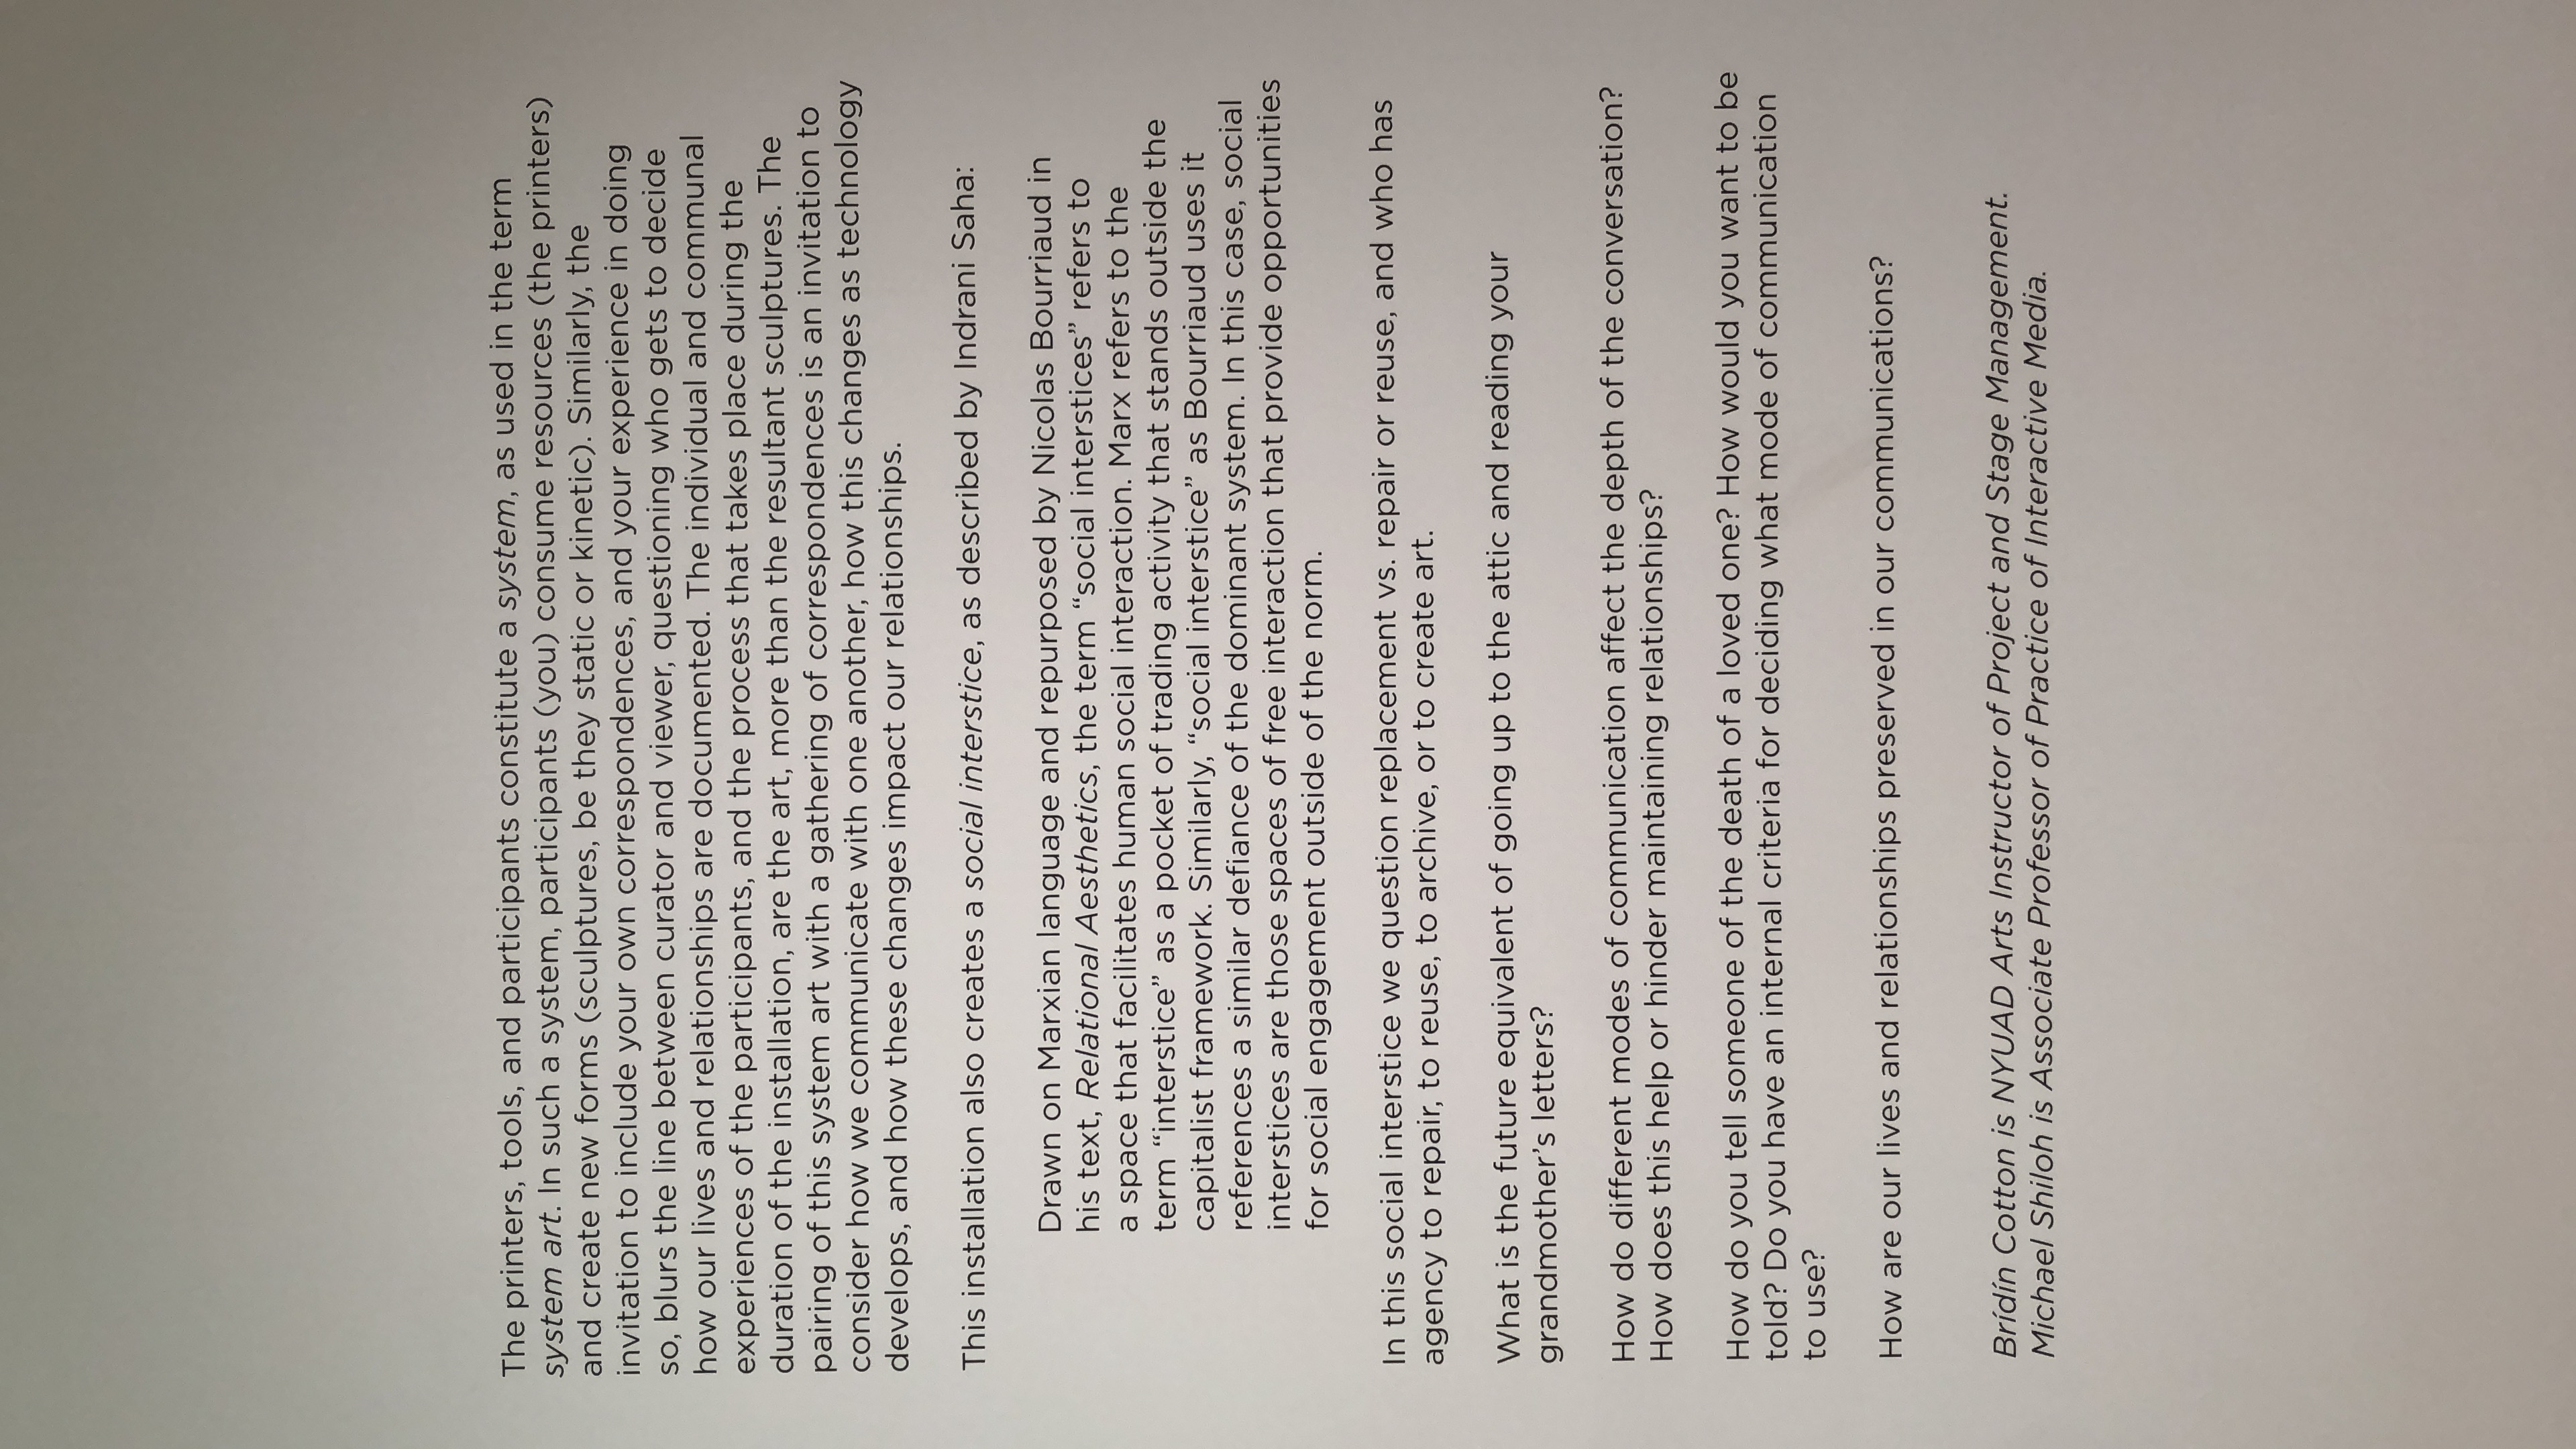 The printers, tools, and participants constitute a system, as used in the term
system art. In such a system, participants (you) consume resources (the printers)
and create new forms (sculptures, be they static or kinetic). Similarly, the
invitation to include your own correspondences, and your experience in doing
so, blurs the line between curator and viewer, questioning who gets to decide
how our lives and relationships are documented. The individual and communal
experiences of the participants, and the process that takes place during the
duration of the installation, are the art, more than the resultant sculptures. The
pairing of this system art with a gathering of correspondences is an invitation to
consider how we communicate with one another, how this changes as technology
develops, and how these changes impact our relationships.
This installation also creates a social interstice, as described by Indrani Saha:
Drawn on Marxian language and repurposed by Nicolas Bourriaud in
his text, Relational Aesthetics, the term “social interstices” refers to
a space that facilitates human social interaction. Marx refers to the
term “interstice” as a pocket of trading activity that stands outside the
capitalist framework. Similarly, “social interstice” as Bourriaud uses it
references a similar defiance of the dominant system. In this case, social
interstices are those spaces of free interaction that provide opportunities
for social engagement outside of the norm.
In this social interstice we question replacement vs. repair or reuse, and who has
agency to repair, to reuse, to archive, or to create art.
What is the future equivalent of going up to the attic and reading your
grandmother’s letters?
How do different modes of communication affect the depth of the conversation?
How does this help or hinder maintaining relationships?
How do you tell someone of the death of a loved one? How would you want to be
told? Do you have an internal criteria for deciding what mode of communication
to use?
How are our lives and relationships preserved in our communications?
Brídín Cotton is NYUAD Arts Instructor of Project and Stage Management.
Michael Shiloh is Associate Professor of Practice of Interactive Media.